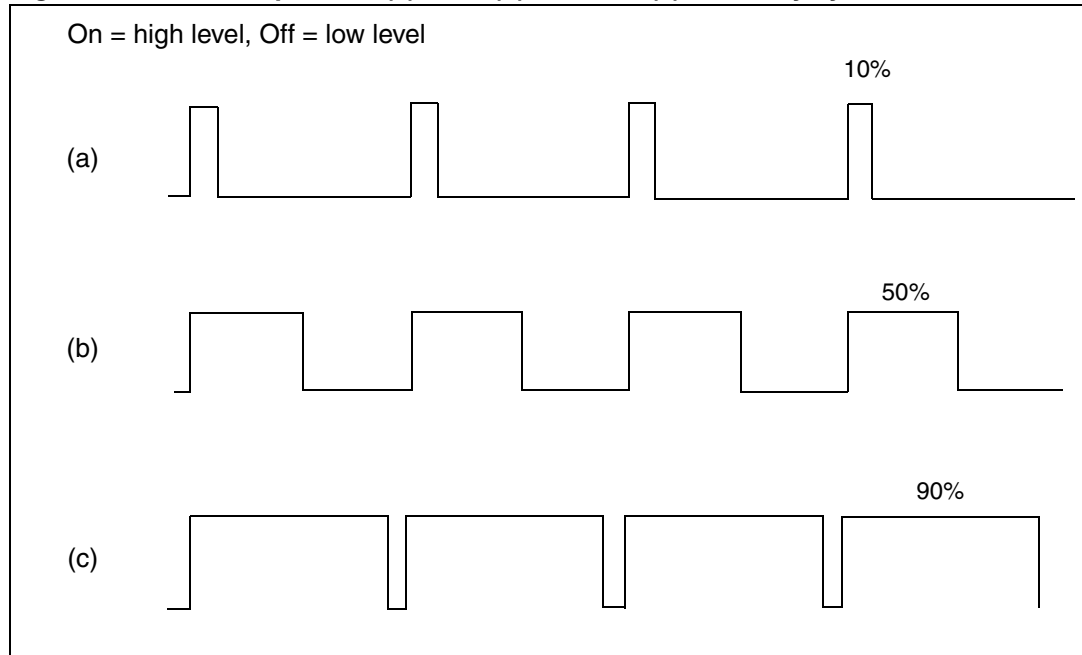 On = high level, Off = low level
10%
(a)
50%
(b)
90%
(c)